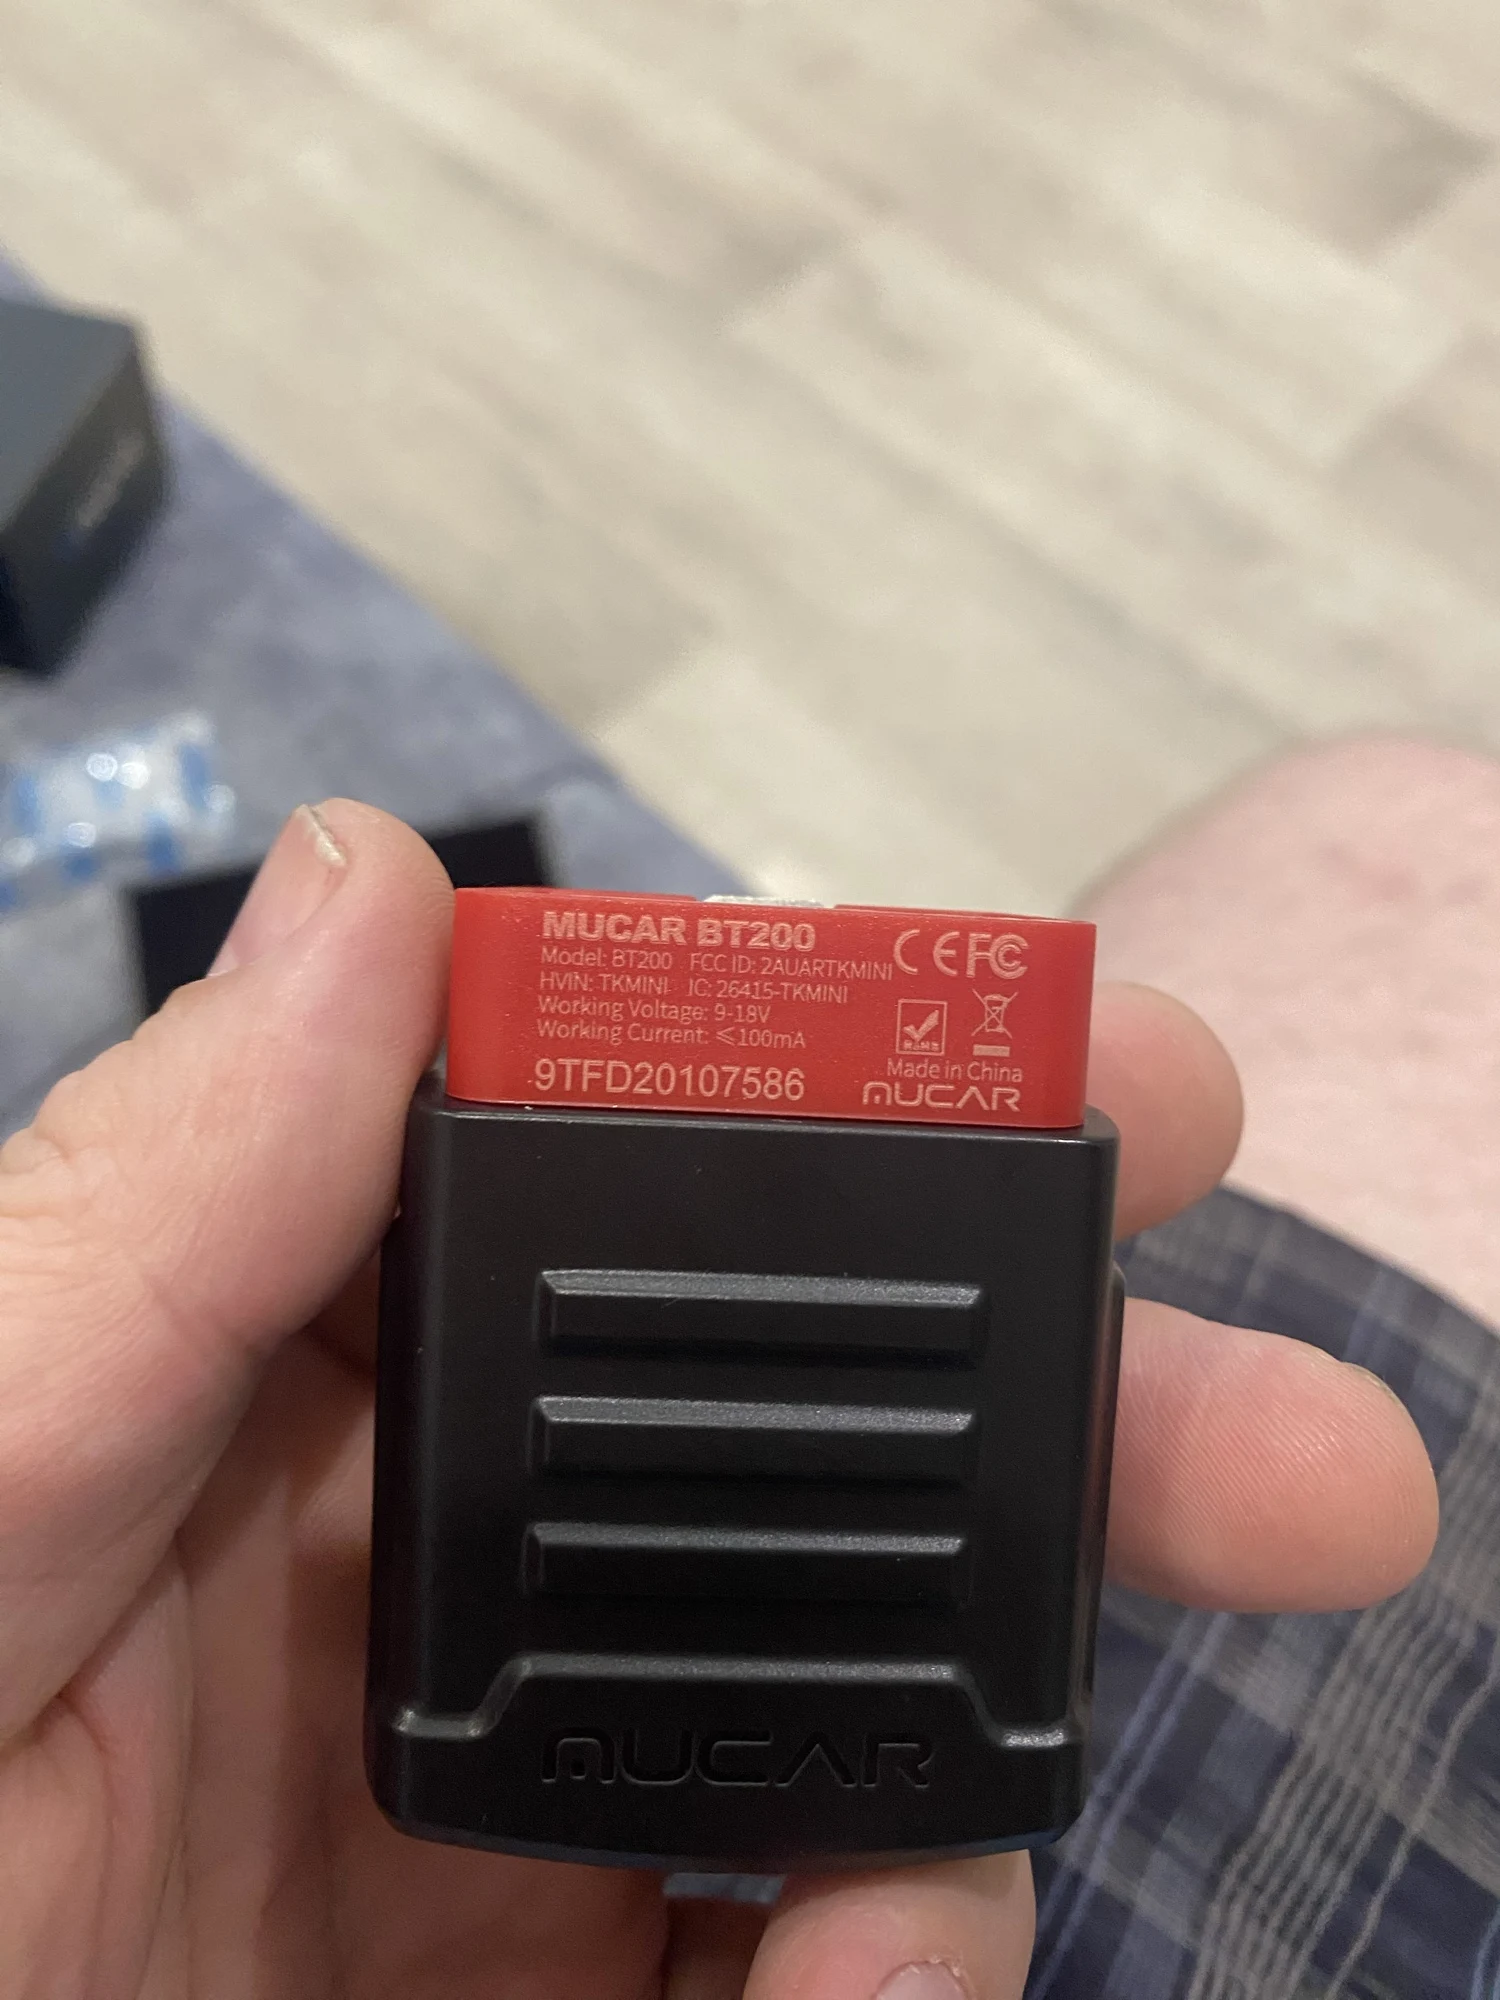 MUCAR BT200
Model: BT200 FCC ID: 2AUARTKMINI
HVIN: TKMINI IC: 26415-TKMINI
Working Voltage: 9-18V
Working Current: ≤100mA
9TFD20107586
CE FC
RoHS
Made in China
MUCAR
MUCAR